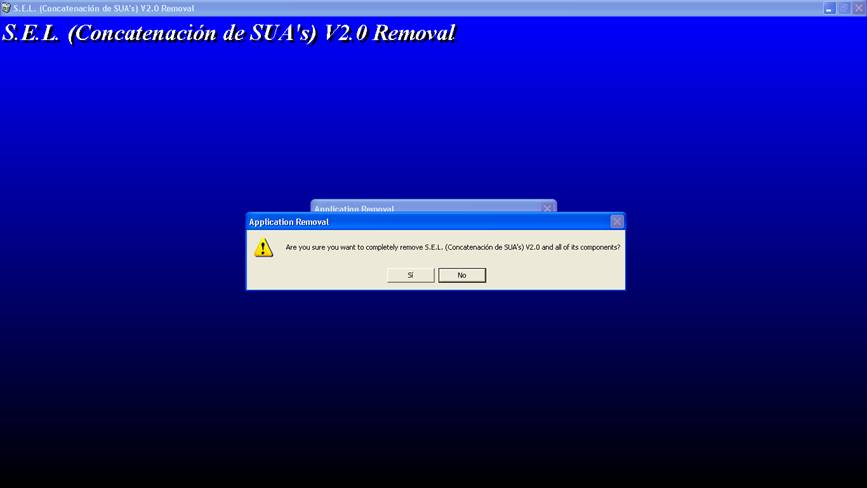 S.E.L. (Concatenación de SUA's) V2.0 Removal
S.E.L. (Concatenación de SUA's) V2.0 Removal
Application Removal
Application Removal
Are you sure you want to completely remove S.E.L. (Concatenación de SUA's) V2.0 and all of its components?
Sí
No